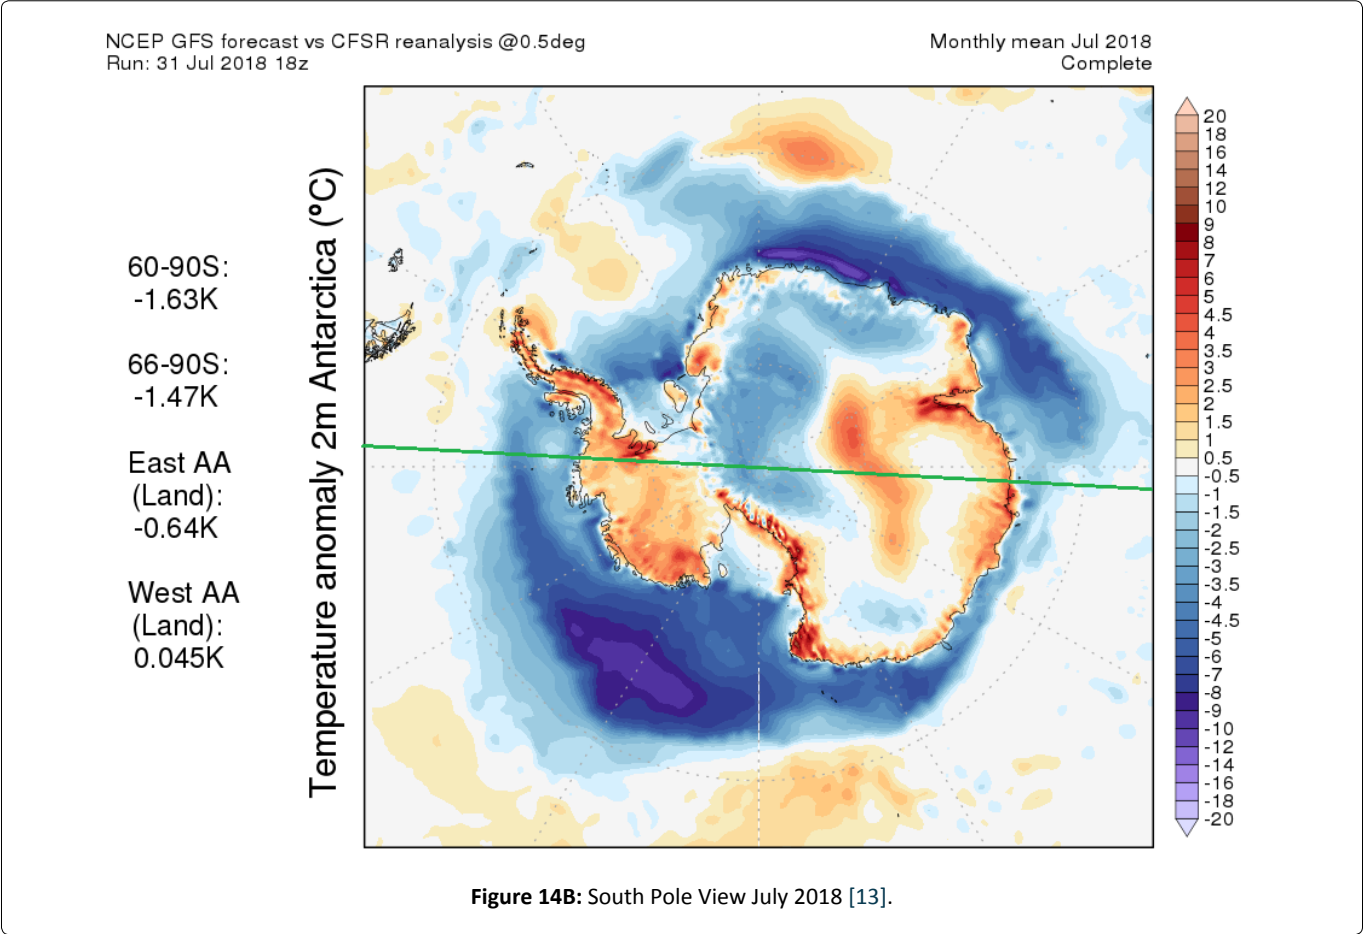 NCEP GFS forecast vs CFSR reanalysis @0.5deg
Run: 31 Jul 2018 18z
Monthly mean Jul 2018
Complete
60-90S:
-1.63K
66-90S:
-1.47K
East AA
(Land):
-0.64K
West AA
(Land):
0.045K
Temperature anomaly 2m Antarctica (°C)
20
18
16
14
12
10
9
8
7
6
5
4.5
4
3.5
3
2.5
2
1.5
1
0.5
-0.5
-1
-1.5
-2
-2.5
-3
-3.5
-4
-4.5
-5
-6
-7
-8
-9
-10
-12
-14
-16
-18
-20
Figure 14B: South Pole View July 2018 [13].